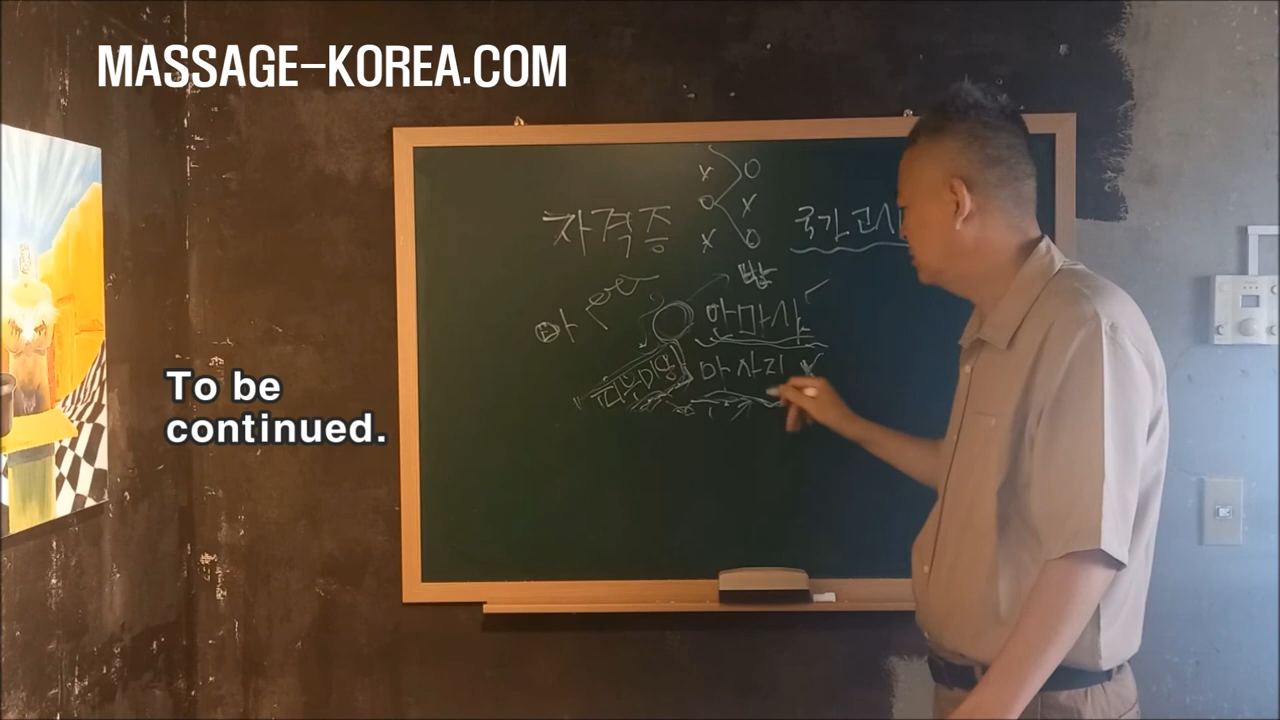 MASSAGE-KOREA.COM
자격증
국가고시
밥
안마사
마사지
To be
continued.